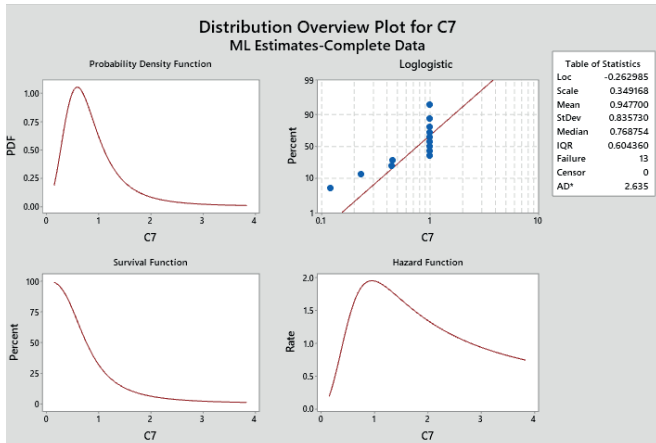 Distribution Overview Plot for C7
ML Estimates-Complete Data
Probability Density Function
PDF
1.00
0.75
0.50
0.25
0.00
0 1 2 3 4
C7
Loglogistic
Percent
99
90
50
10
1
0.1 1 10
C7
Table of Statistics
Loc -0.262985
Scale 0.349168
Mean 0.947700
StDev 0.835730
Median 0.768754
IQR 0.604360
Failure 13
Censor 0
AD* 2.635
Survival Function
Percent
100
75
50
25
0
0 1 2 3 4
C7
Hazard Function
Rate
2.0
1.5
1.0
0.5
0.0
0 1 2 3 4
C7